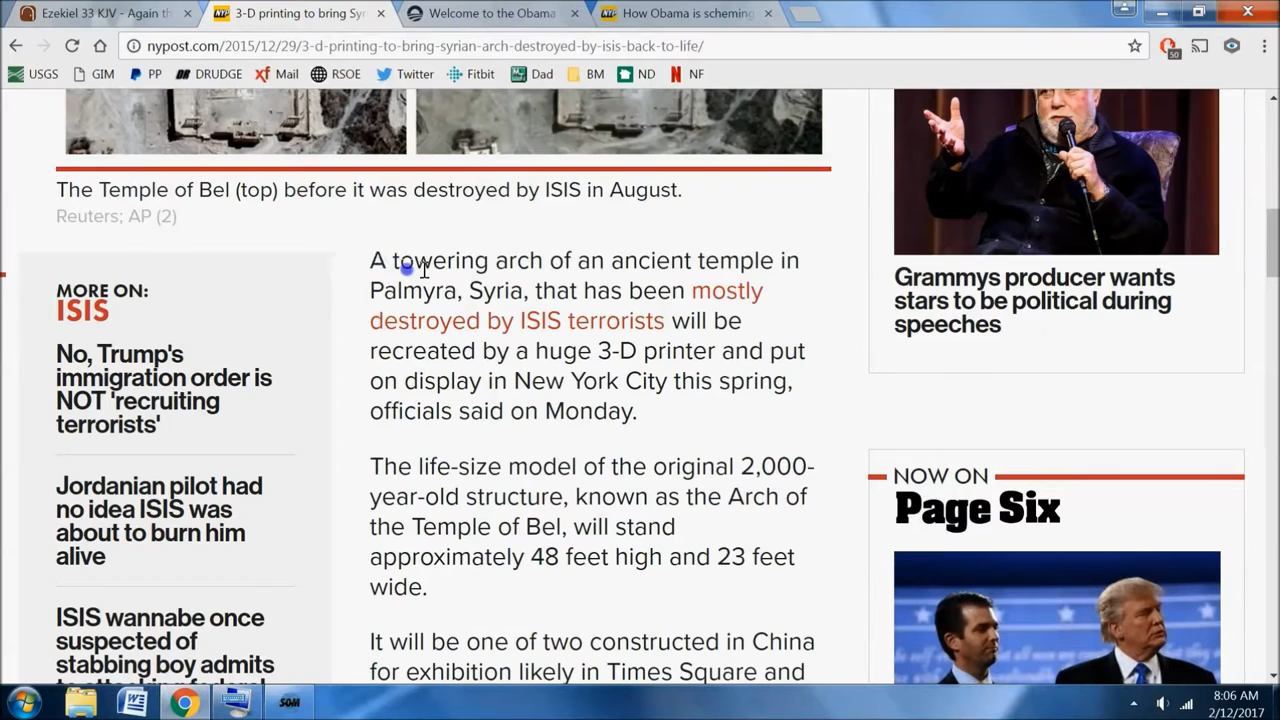 Ezekiel 33 KJV - Again th
NYP
3-D printing to bring Syr
Welcome to the Obama
NYP
How Obama is scheming
nypost.com/2015/12/29/3-d-printing-to-bring-syrian-arch-destroyed-by-isis-back-to-life/
50
USGS GIM PP DRUDGE Mail RSOE Twitter Fitbit Dad BM ND NF
The Temple of Bel (top) before it was destroyed by ISIS in August.
Reuters; AP (2)
MORE ON:
ISIS
No, Trump's
immigration order is
NOT 'recruiting
terrorists'
Jordanian pilot had
no idea ISIS was
about to burn him
alive
ISIS wannabe once
suspected of
stabbing boy admits
A towering arch of an ancient temple in
Palmyra, Syria, that has been mostly
destroyed by ISIS terrorists will be
recreated by a huge 3-D printer and put
on display in New York City this spring,
officials said on Monday.
The life-size model of the original 2,000-
year-old structure, known as the Arch of
the Temple of Bel, will stand
approximately 48 feet high and 23 feet
wide.
It will be one of two constructed in China
for exhibition likely in Times Square and
Grammys producer wants
stars to be political during
speeches
NOW ON
Page Six
SOM
8:06 AM
2/12/2017